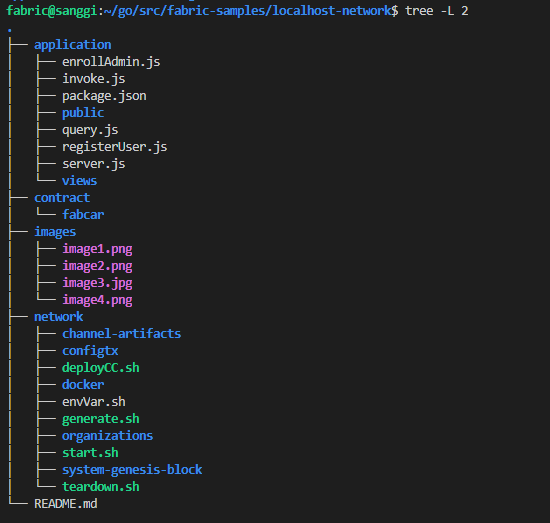 fabric@sanggi:~/go/src/fabric-samples/localhost-network$ tree -L 2
.
├── application
│   ├── enrollAdmin.js
│   ├── invoke.js
│   ├── package.json
│   ├── public
│   ├── query.js
│   ├── registerUser.js
│   ├── server.js
│   └── views
├── contract
│   └── fabcar
├── images
│   ├── image1.png
│   ├── image2.png
│   ├── image3.jpg
│   └── image4.png
├── network
│   ├── channel-artifacts
│   ├── configtx
│   ├── deployCC.sh
│   ├── docker
│   ├── envVar.sh
│   ├── generate.sh
│   ├── organizations
│   ├── start.sh
│   ├── system-genesis-block
│   └── teardown.sh
└── README.md